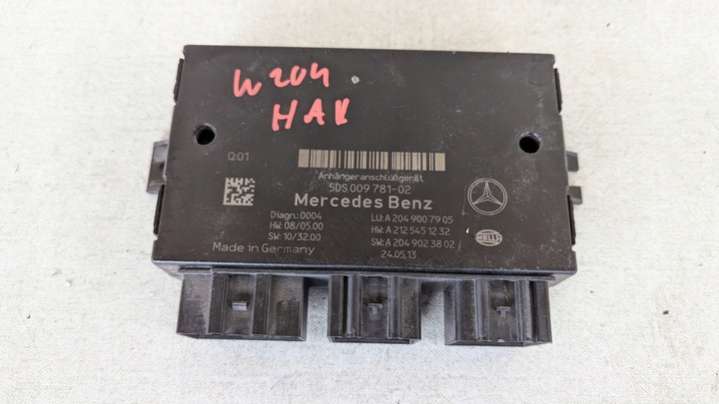 W204
HAK
Q01
Anhängeranschlußgerät
5DS 009 781-02
Mercedes Benz
Diagn.: 0004
HW: 08/05.00
SW: 10/32.00
LU: A 204 900 79 05
HW: A 212 545 12 32
SW: A 204 902 38 02
24.05.13
Made in Germany
HELLA